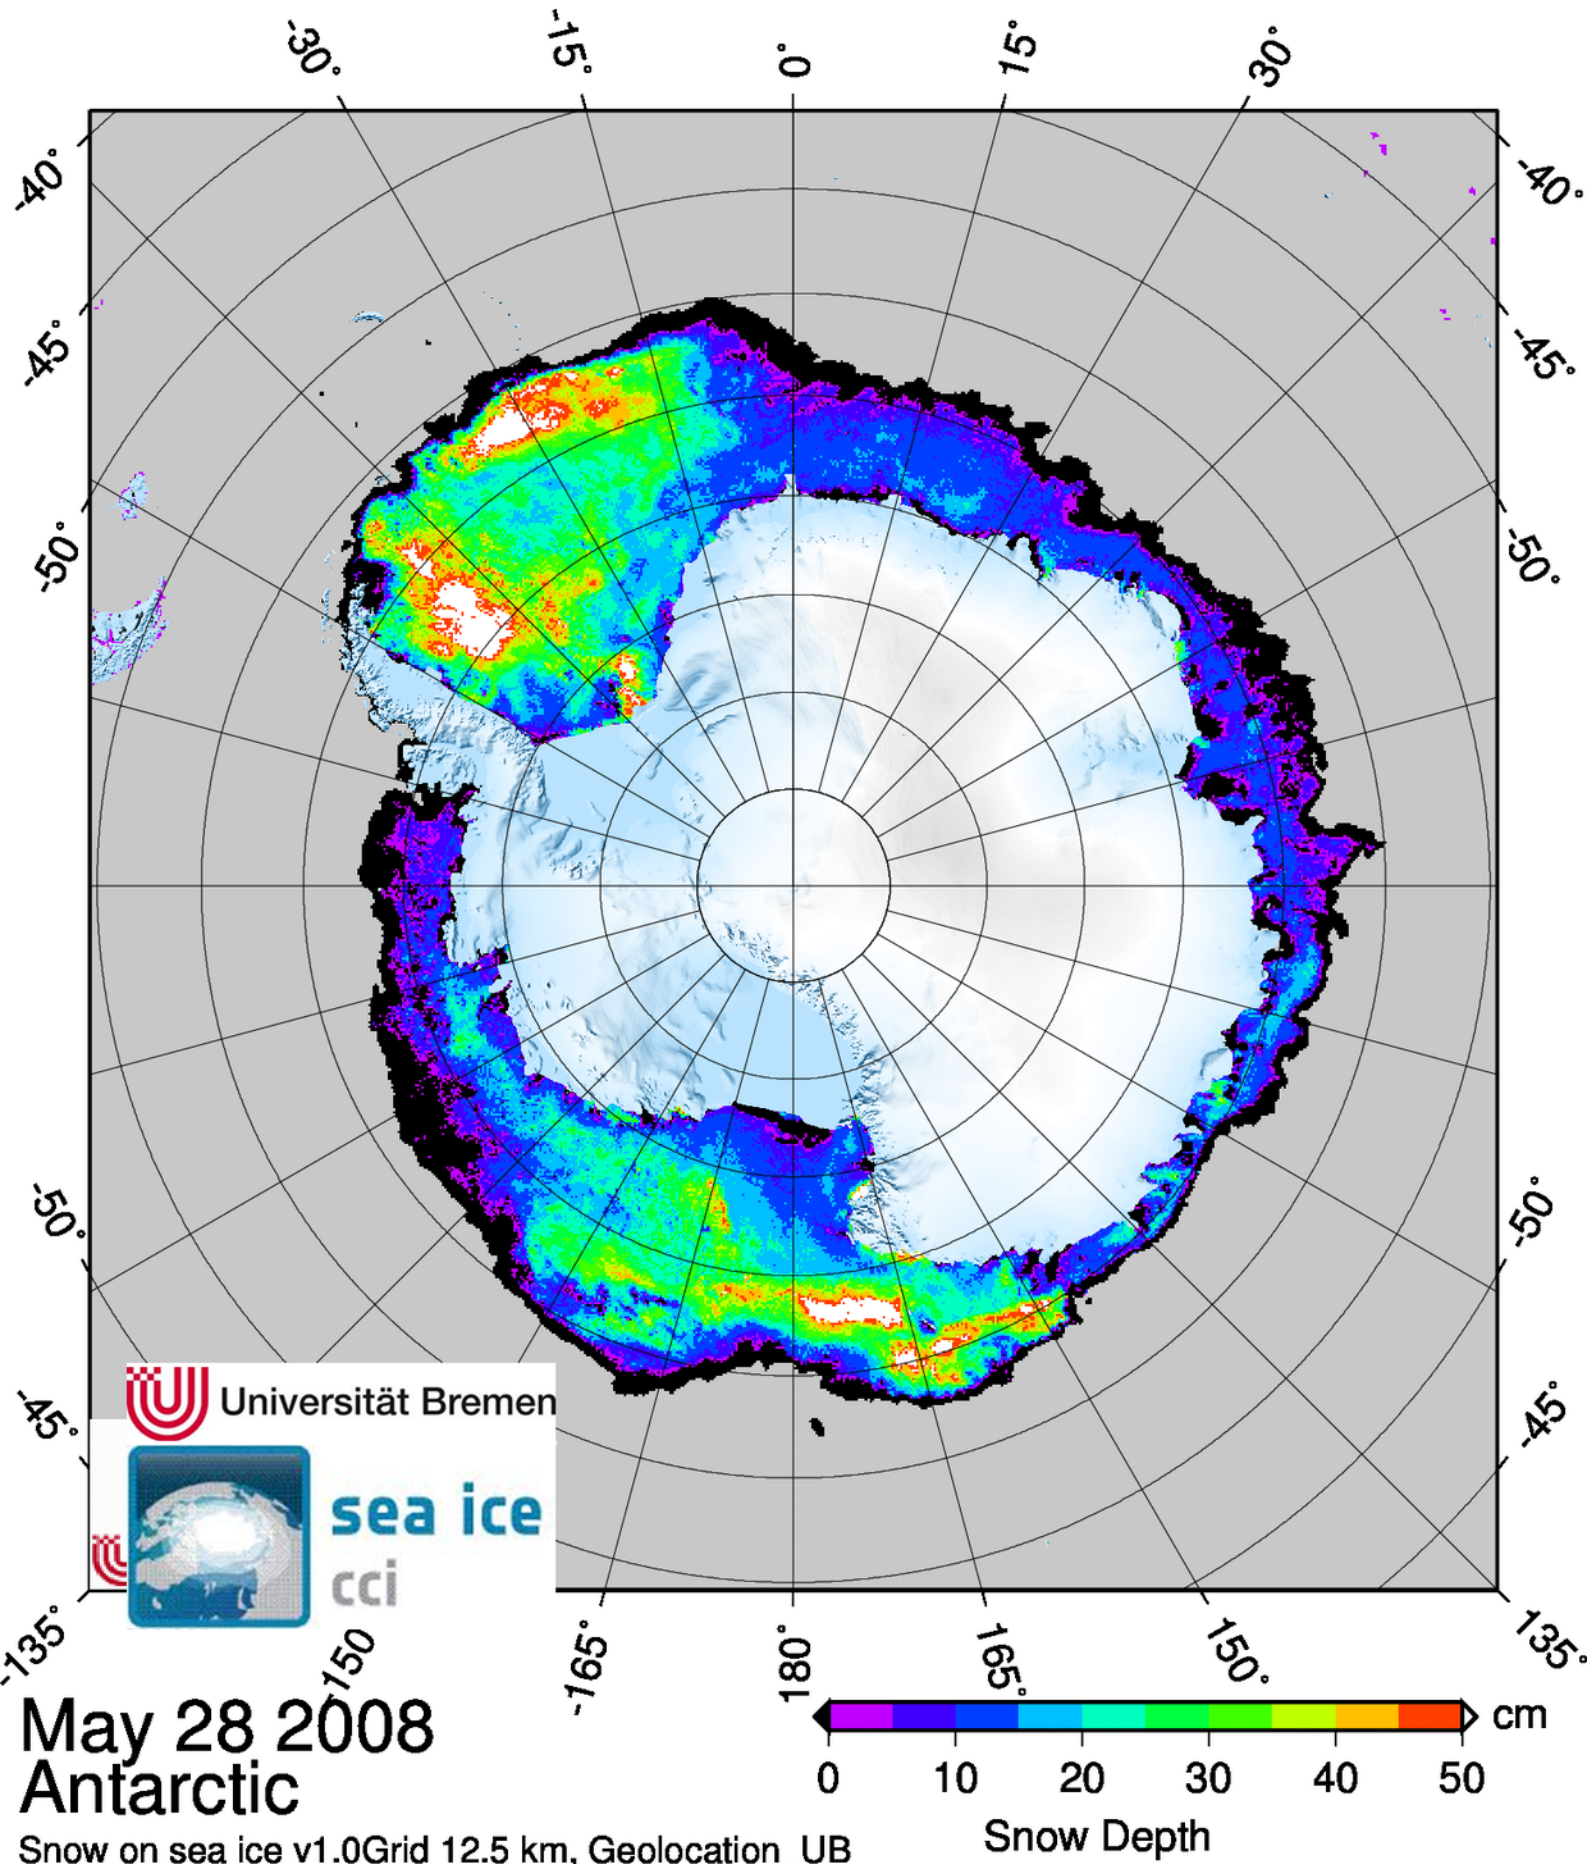 -30°
-15°
0°
15°
30°
-40°
-40°
-45°
-45°
-50°
-50°
-50°
-50°
-45°
-45°
Universität Bremen
sea ice
cci
-135°
-150
-165°
180°
165°
150°
135°
May 28 2008
Antarctic
Snow on sea ice v1.0Grid 12.5 km, Geolocation UB
cm
0 10 20 30 40 50
Snow Depth